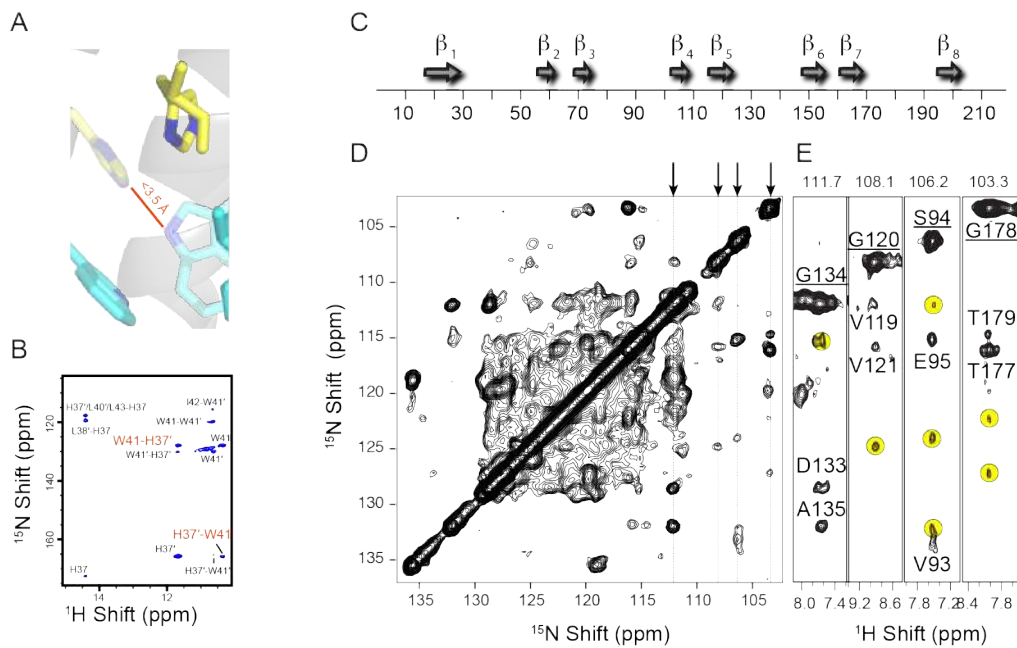 A
<3.5 Å
B
H37'/L40'/L43-H37
L38'-H37
I42-W41'
W41-W41'
W41-H37'
W41
W41'-H37'
W41'
H37'-W41
H37'
H37'-W41'
H37
120
140
160
14
12
¹⁵N Shift (ppm)
¹H Shift (ppm)
C
β₁ β₂ β₃ β₄ β₅ β₆ β₇ β₈
10 30 50 70 90 110 130 150 170 190 210
D
105
110
115
120
125
130
135
135 130 125 120 115 110 105
¹⁵N Shift (ppm)
¹⁵N Shift (ppm)
E
111.7 108.1 106.2 103.3
S94
G120
G178
G134
V119
T179
V121
E95
T177
D133
A135
V93
8.0 7.4 9.2 8.6 7.8 7.2 8.4 7.8
¹H Shift (ppm)